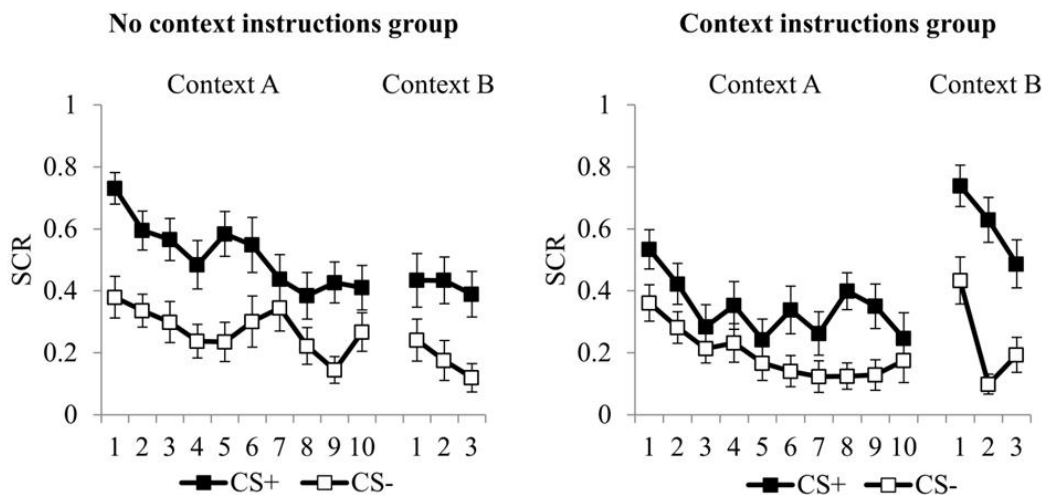 No context instructions group
Context A
Context B
1
0.8
0.6
0.4
0.2
0
SCR
1 2 3 4 5 6 7 8 9 10
1 2 3
CS+ CS-
Context instructions group
Context A
Context B
1
0.8
0.6
0.4
0.2
0
SCR
1 2 3 4 5 6 7 8 9 10
1 2 3
CS+ CS-